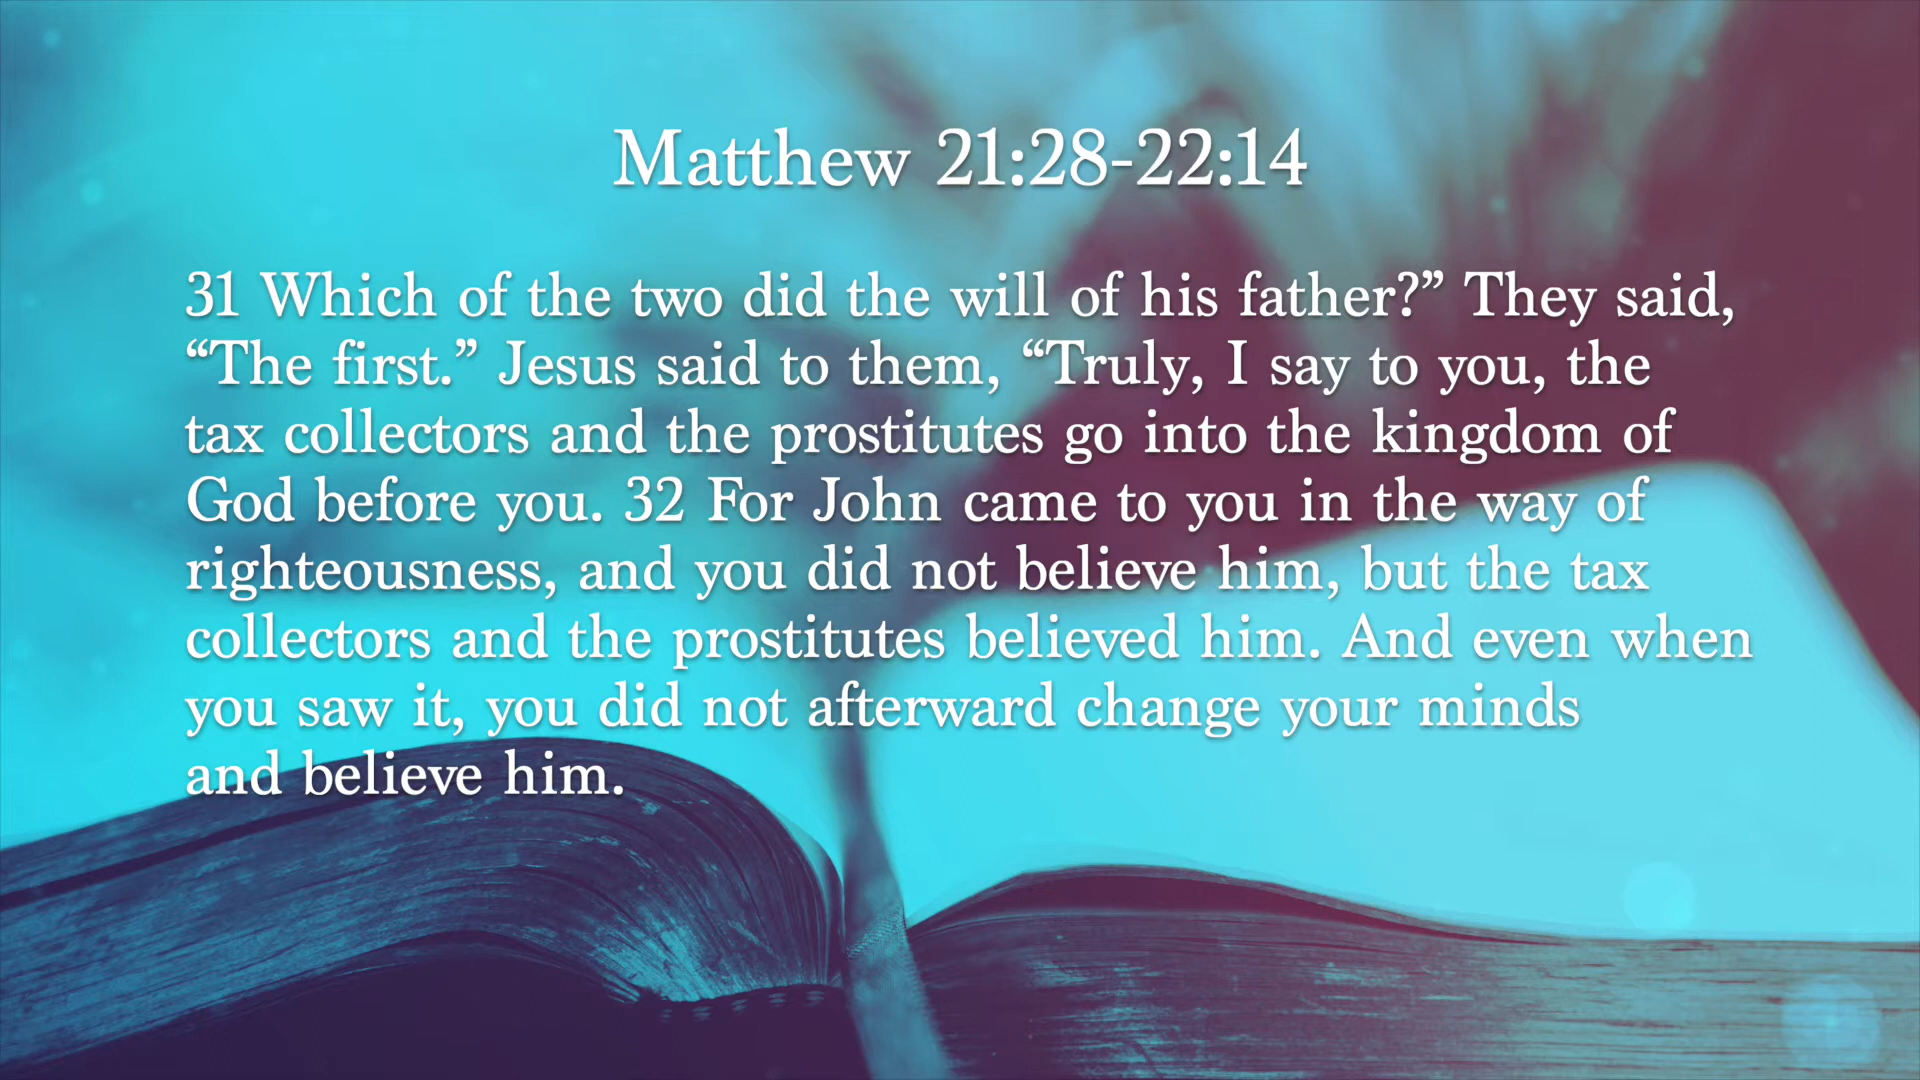 Matthew 21:28-22:14
31 Which of the two did the will of his father?” They said,
“The first.” Jesus said to them, “Truly, I say to you, the
tax collectors and the prostitutes go into the kingdom of
God before you. 32 For John came to you in the way of
righteousness, and you did not believe him, but the tax
collectors and the prostitutes believed him. And even when
you saw it, you did not afterward change your minds
and believe him.